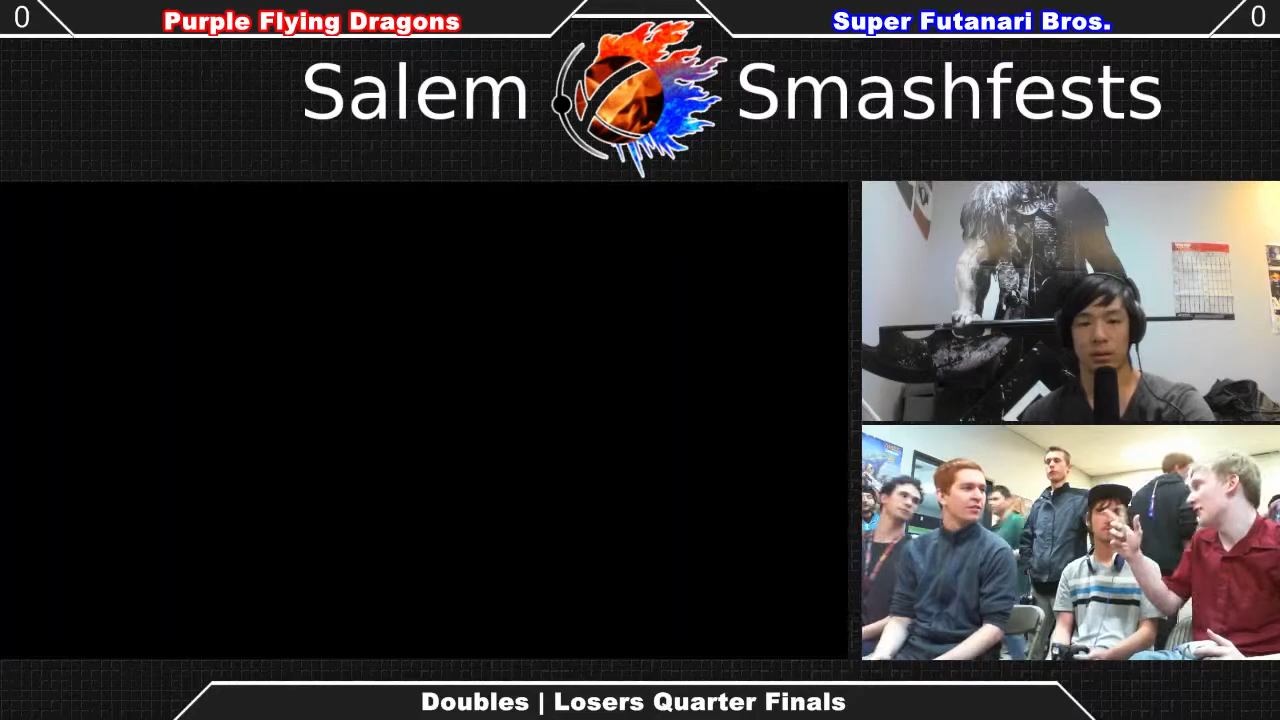 0 Purple Flying Dragons Super Futanari Bros. 0
Salem Smashfests
Doubles | Losers Quarter Finals